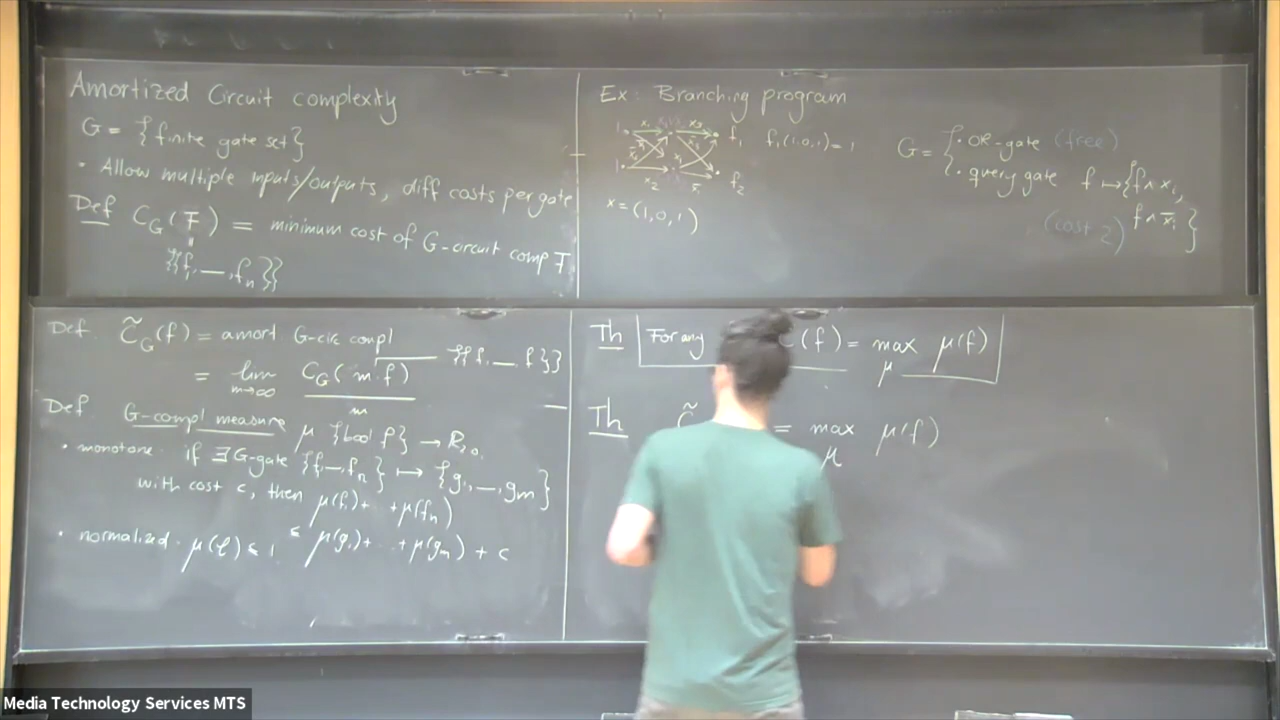 Amortized Circuit complexity
G = {finite gate set}
• Allow multiple inputs/outputs, diff costs per gate
Def C_G(F) = minimum cost of G-circuit comp F
{{f_1, —, f_n}}
Ex: Branching program
f_1 f_1(1,0,1) = 1
f_2
x = (1,0,1)
G = { • OR-gate (free)
• query gate f ↦ {f ∧ x_i,
(cost 2) f ∧ x̄_i }
Def. C̃_G(f) = amort G-circ compl
= lim_{m→∞} C_G(m·f) / m
{{f, — f}}
Def. G-compl measure μ {bool f} → R≥0.
• monotone. if ∃ G-gate {f_1—, f_n} ↦ {g_1, —, g_m}
with cost c, then μ(f_1) + ·· + μ(f_n)
≤ μ(g_1) + ... + μ(g_m) + c
• normalized. μ(ℓ) ≤ 1.
Th For any (f) = max_μ μ(f)
Th C̃ = max_μ μ(f)
Media Technology Services MTS